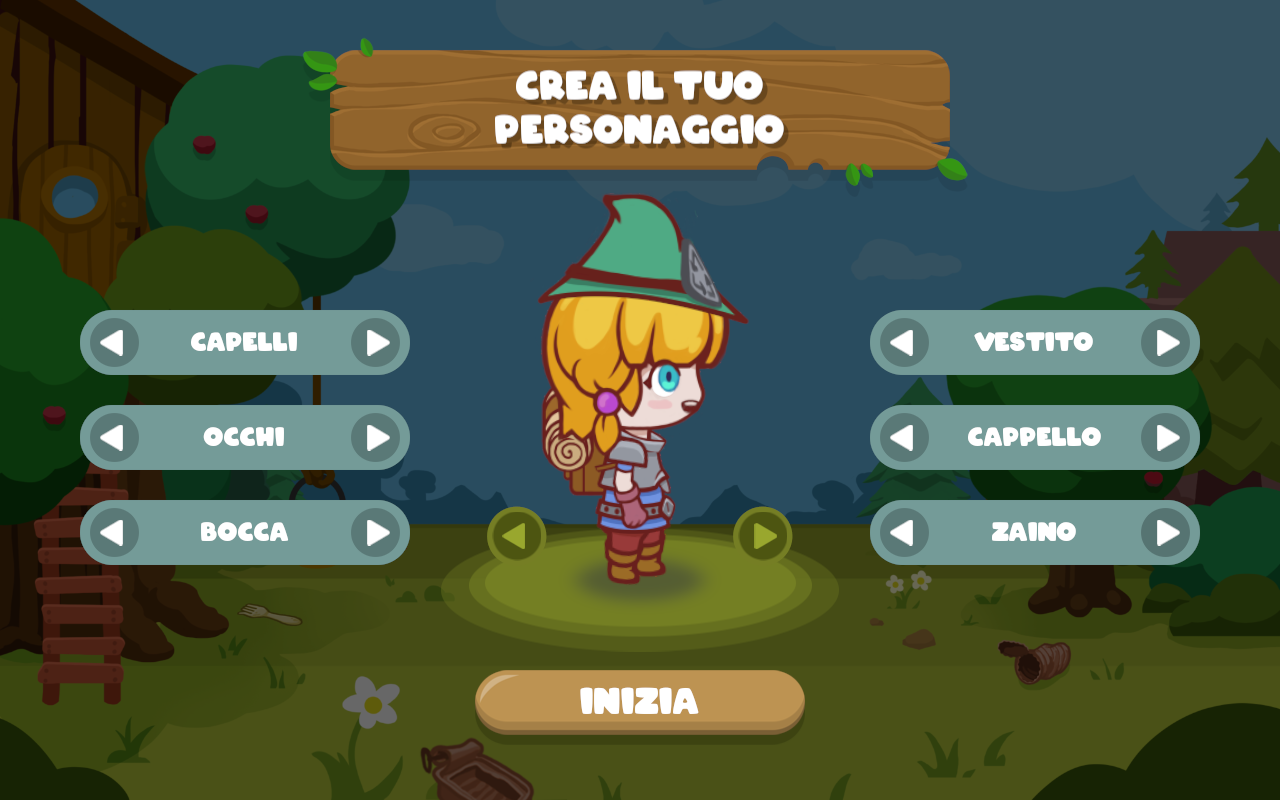 CREA IL TUO
PERSONAGGIO
CAPELLI
OCCHI
BOCCA
VESTITO
CAPPELLO
ZAINO
INIZIA